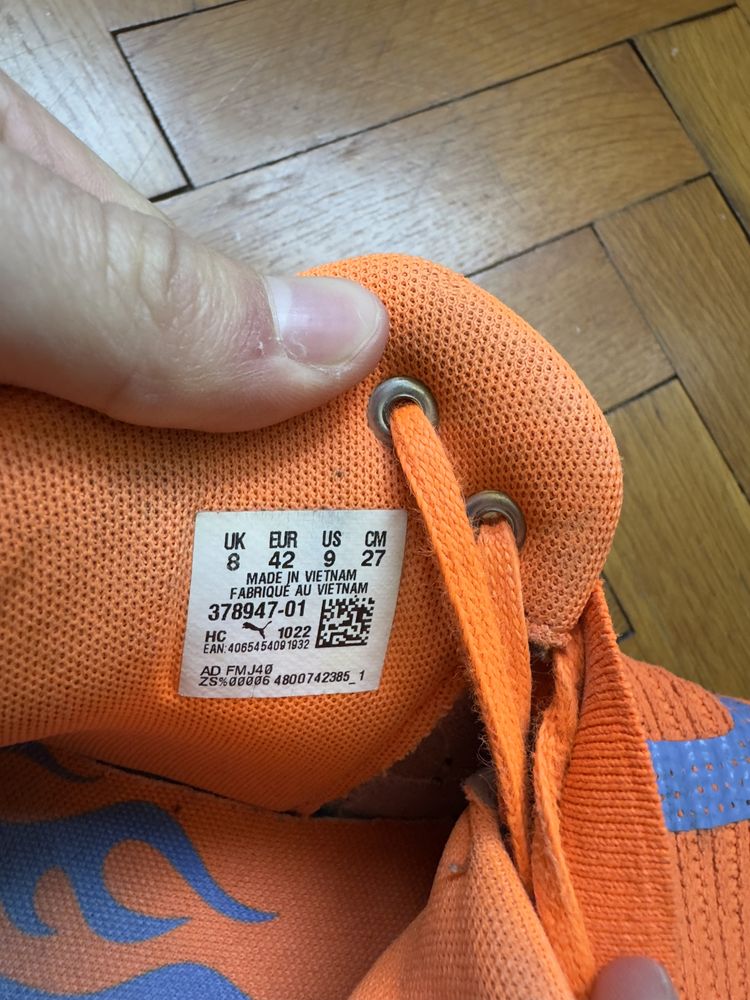 UK EUR US CM
8 42 9 27
MADE IN VIETNAM
FABRIQUÉ AU VIETNAM
378947-01
HC 1022
EAN:4065454091932
AD FMJ40
ZS%00006 4800742385_1